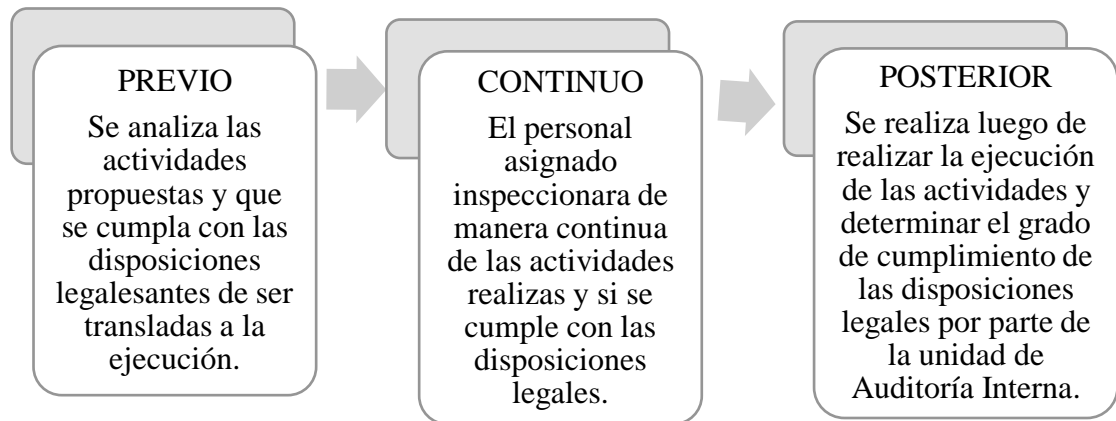 PREVIO
Se analiza las
actividades
propuestas y que
se cumpla con las
disposiciones
legalesantes de ser
transladas a la
ejecución.
CONTINUO
El personal
asignado
inspeccionara de
manera continua
de las actividades
realizas y si se
cumple con las
disposiciones
legales.
POSTERIOR
Se realiza luego de
realizar la ejecución
de las actividades y
determinar el grado
de cumplimiento de
las disposiciones
legales por parte de
la unidad de
Auditoría Interna.